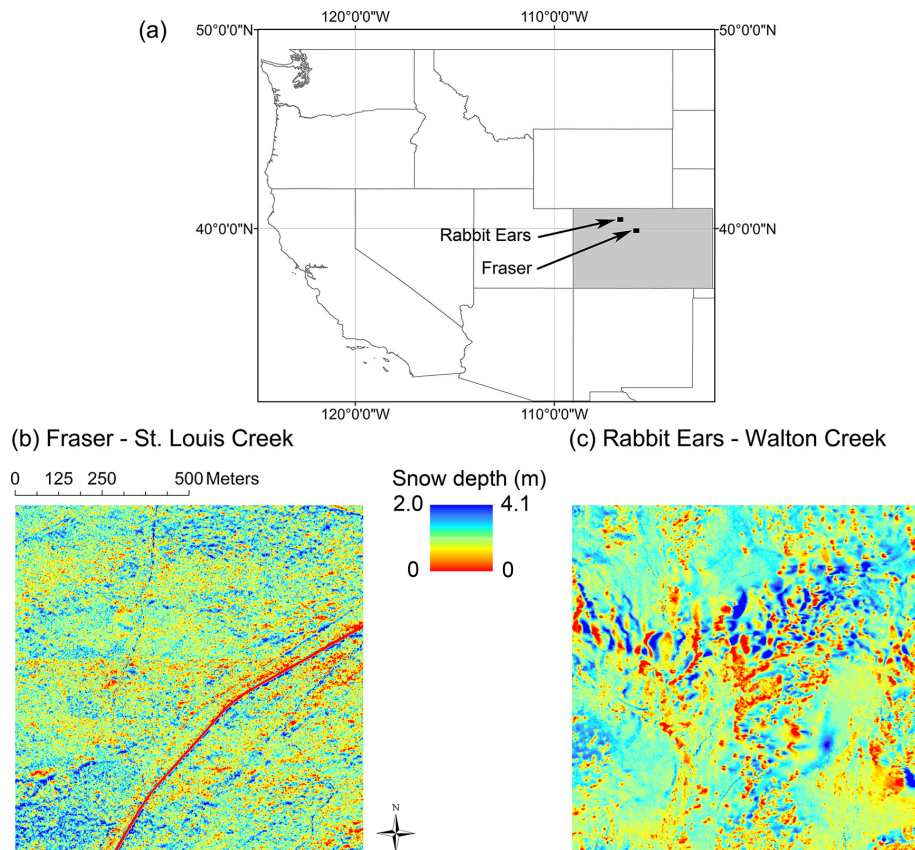 (a)
120°0'0"W 110°0'0"W
50°0'0"N 50°0'0"N
40°0'0"N 40°0'0"N
Rabbit Ears
Fraser
120°0'0"W 110°0'0"W
(b) Fraser - St. Louis Creek
(c) Rabbit Ears - Walton Creek
0 125 250 500 Meters
Snow depth (m)
2.0 4.1
0 0
N